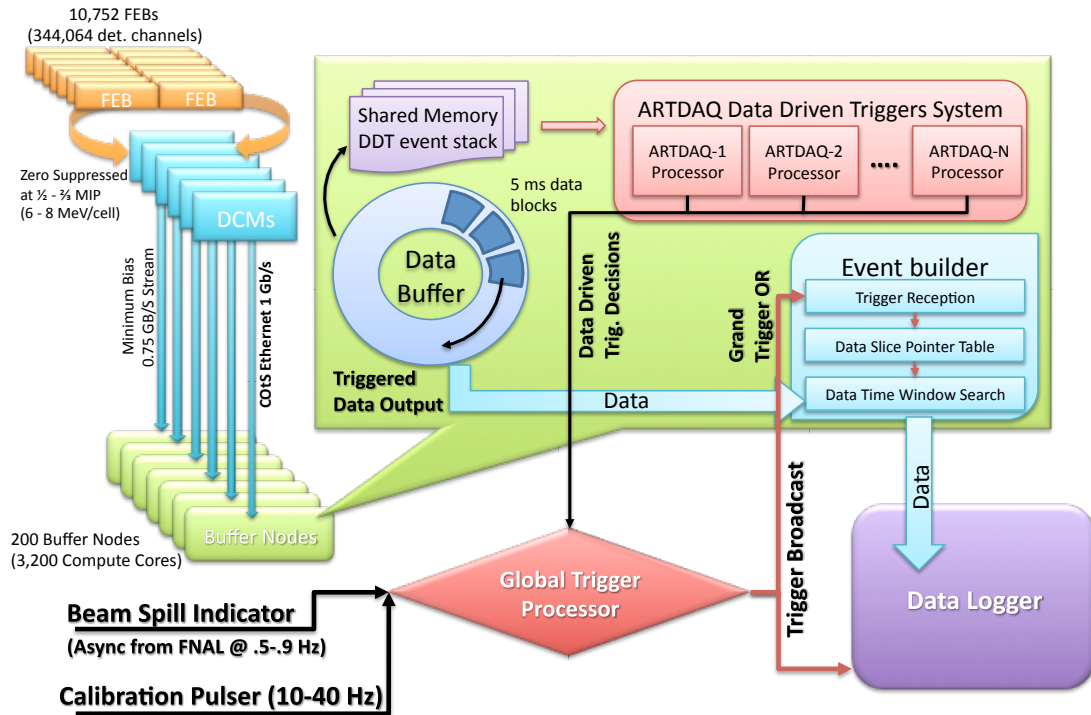 10,752 FEBs
(344,064 det. channels)
FEB
FEB
Zero Suppressed
at ½ - ⅔ MIP
(6 - 8 MeV/cell)
DCMs
Minimum Bias
0.75 GB/S Stream
COtS Ethernet 1 Gb/s
200 Buffer Nodes
(3,200 Compute Cores)
Buffer Nodes
Shared Memory
DDT event stack
5 ms data
blocks
Data
Buffer
Triggered
Data Output
Data
ARTDAQ Data Driven Triggers System
ARTDAQ-1
Processor
ARTDAQ-2
Processor
....
ARTDAQ-N
Processor
Data Driven
Trig. Decisions
Grand
Trigger OR
Event builder
Trigger Reception
Data Slice Pointer Table
Data Time Window Search
Data
Trigger Broadcast
Global Trigger
Processor
Data Logger
Beam Spill Indicator
(Async from FNAL @ .5-.9 Hz)
Calibration Pulser (10-40 Hz)